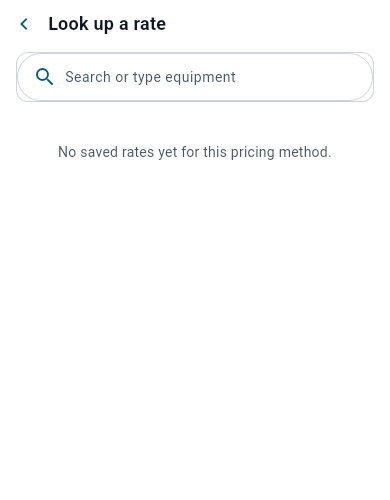 Look up a rate
Search or type equipment
No saved rates yet for this pricing method.